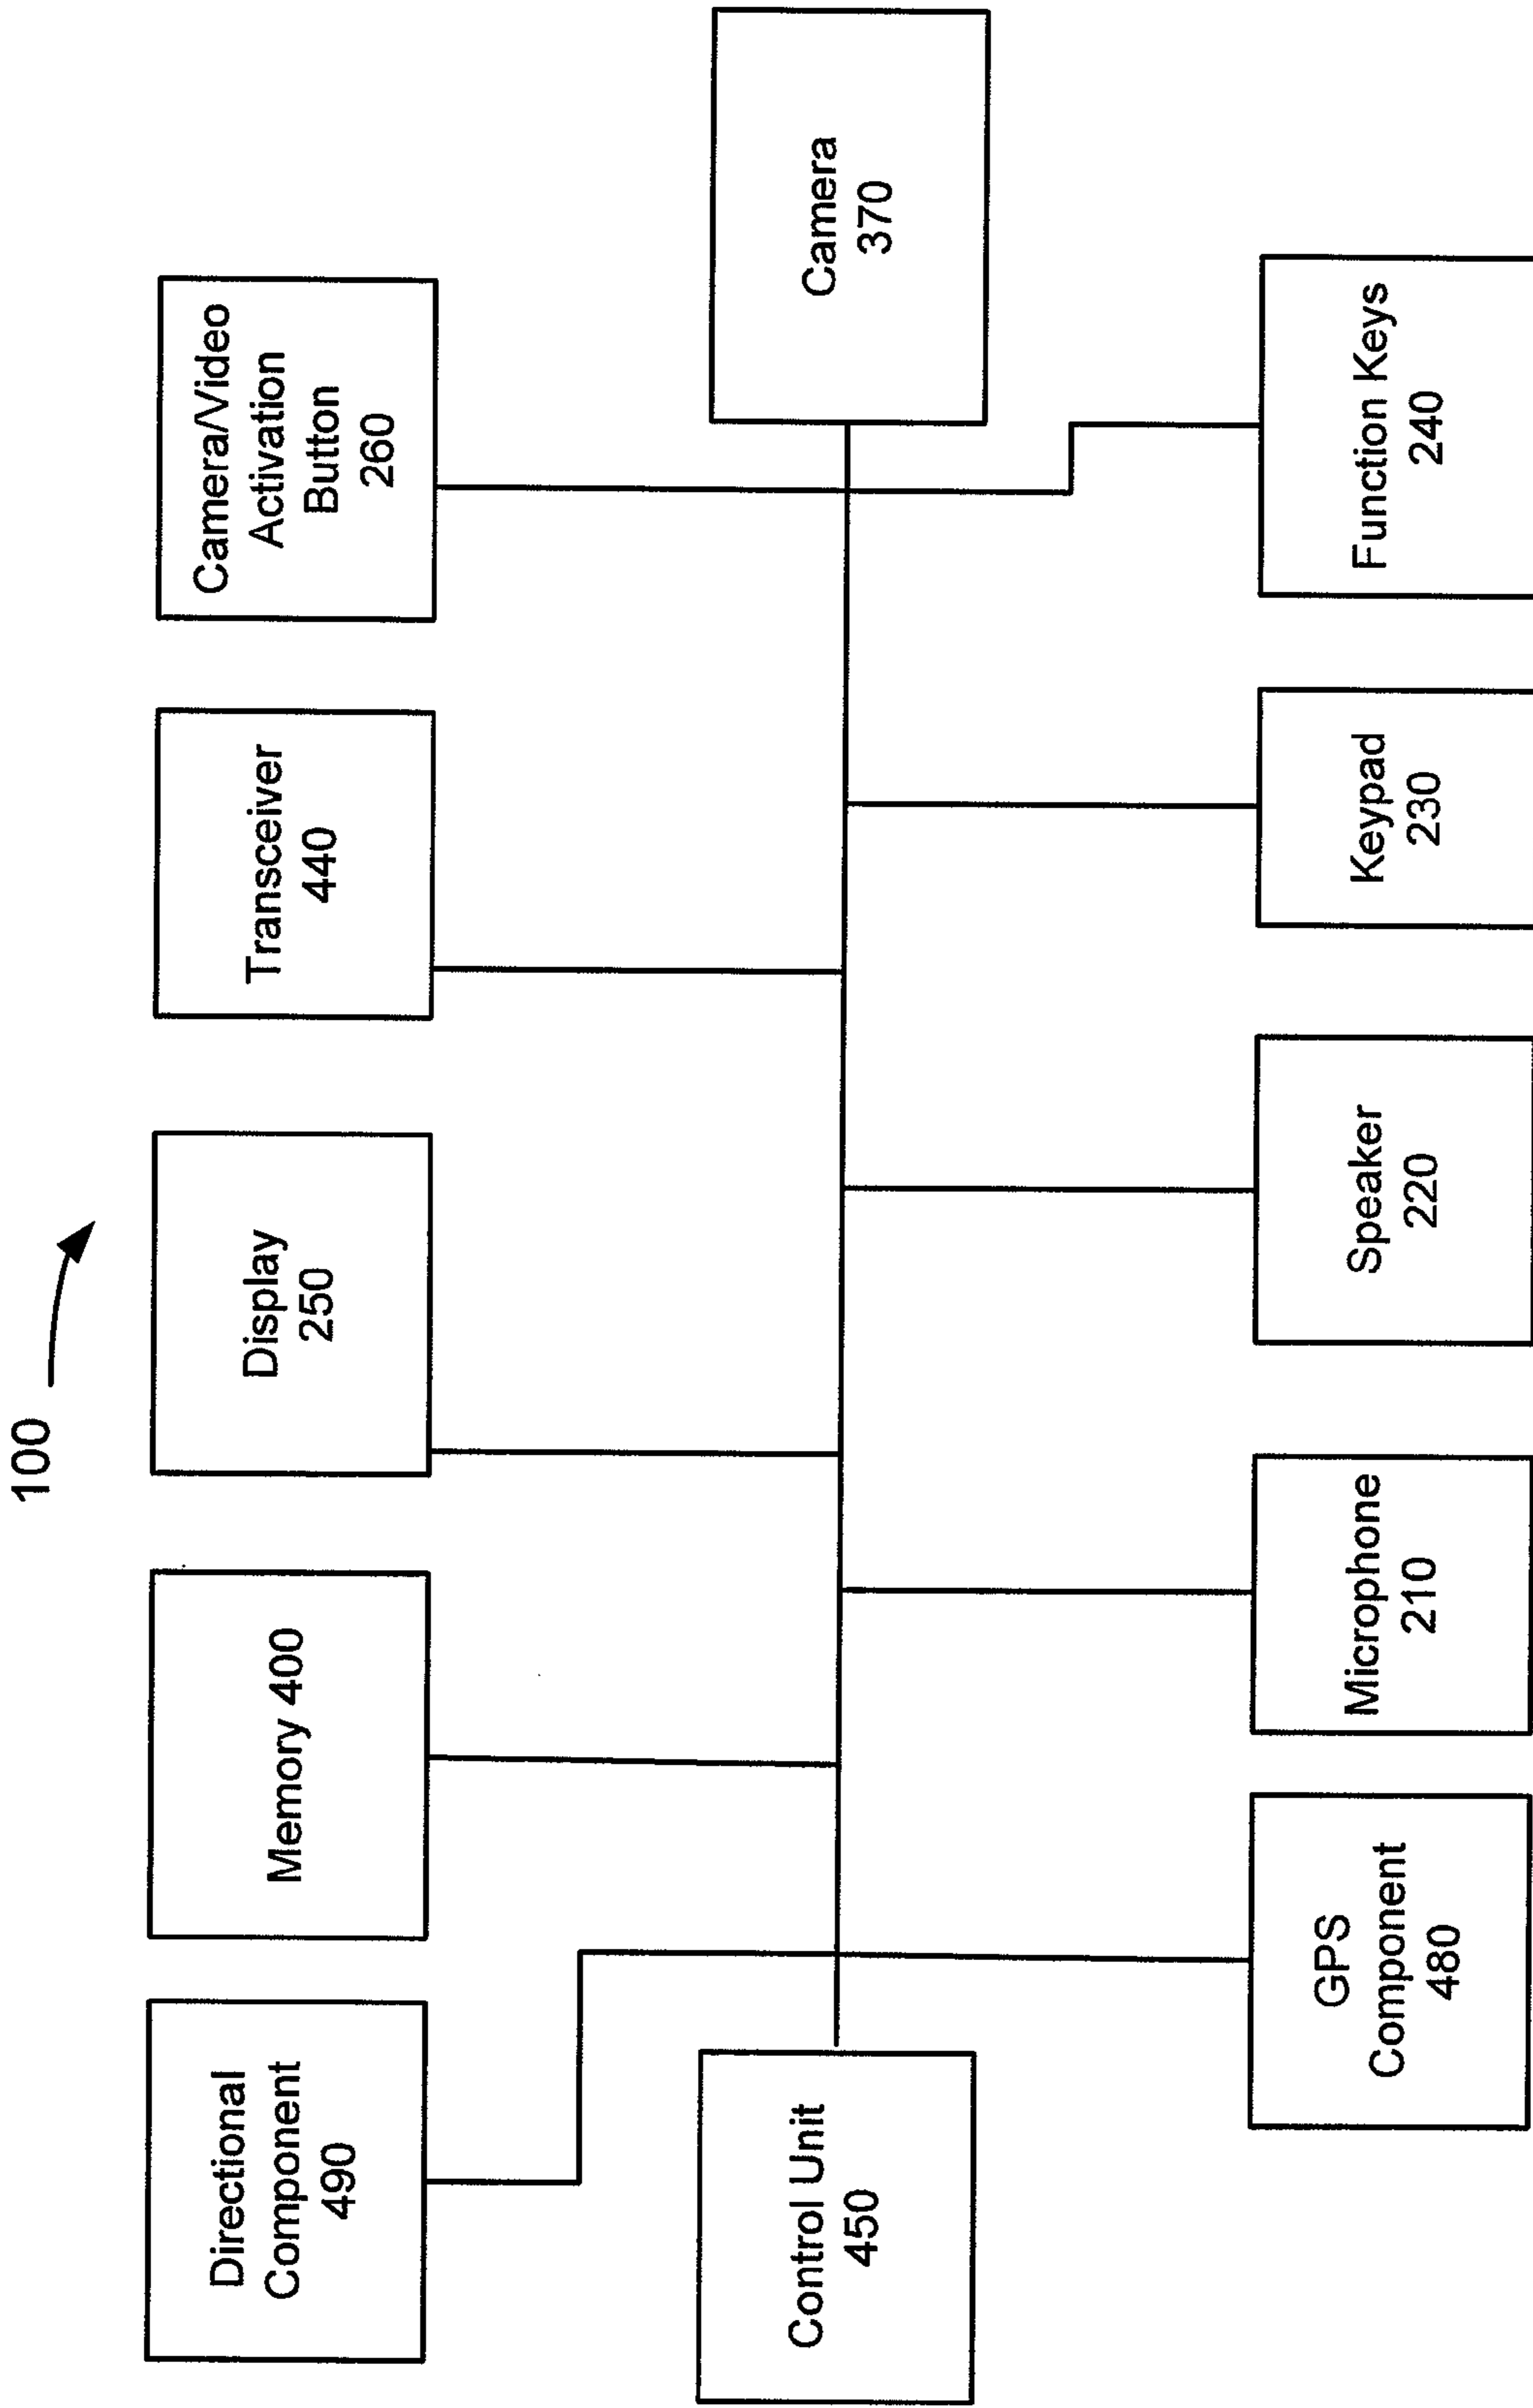 100
Directional
Component
490
Memory 400
Display
250
Transceiver
440
Camera/Video
Activation
Button
260
Control Unit
450
Camera
370
GPS
Component
480
Microphone
210
Speaker
220
Keypad
230
Function Keys
240